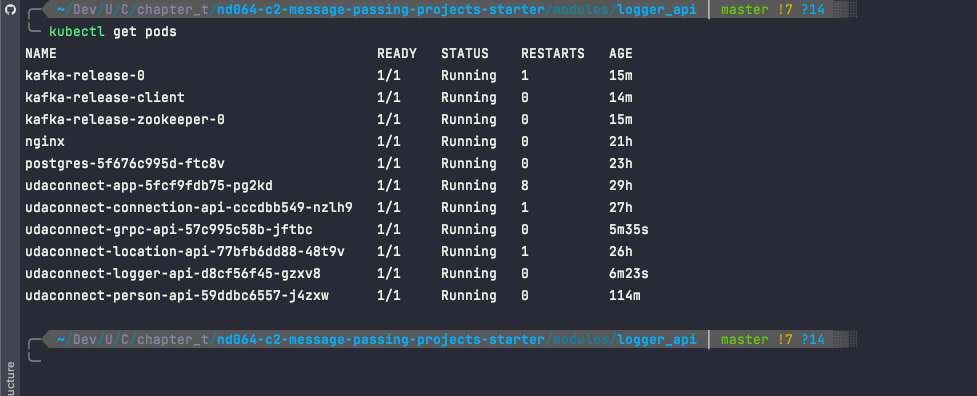 ~/Dev/U/C/chapter_t/nd064-c2-message-passing-projects-starter/modules/logger_api master !7 ?14
kubectl get pods
NAME READY STATUS RESTARTS AGE
kafka-release-0 1/1 Running 1 15m
kafka-release-client 1/1 Running 0 14m
kafka-release-zookeeper-0 1/1 Running 0 15m
nginx 1/1 Running 0 21h
postgres-5f676c995d-ftc8v 1/1 Running 0 23h
udaconnect-app-5fcf9fdb75-pg2kd 1/1 Running 8 29h
udaconnect-connection-api-cccdbb549-nzlh9 1/1 Running 1 27h
udaconnect-grpc-api-57c995c58b-jftbc 1/1 Running 0 5m35s
udaconnect-location-api-77bfb6dd88-48t9v 1/1 Running 1 26h
udaconnect-logger-api-d8cf56f45-gzxv8 1/1 Running 0 6m23s
udaconnect-person-api-59ddbc6557-j4zxw 1/1 Running 0 114m
~/Dev/U/C/chapter_t/nd064-c2-message-passing-projects-starter/modules/logger_api master !7 ?14
ucture